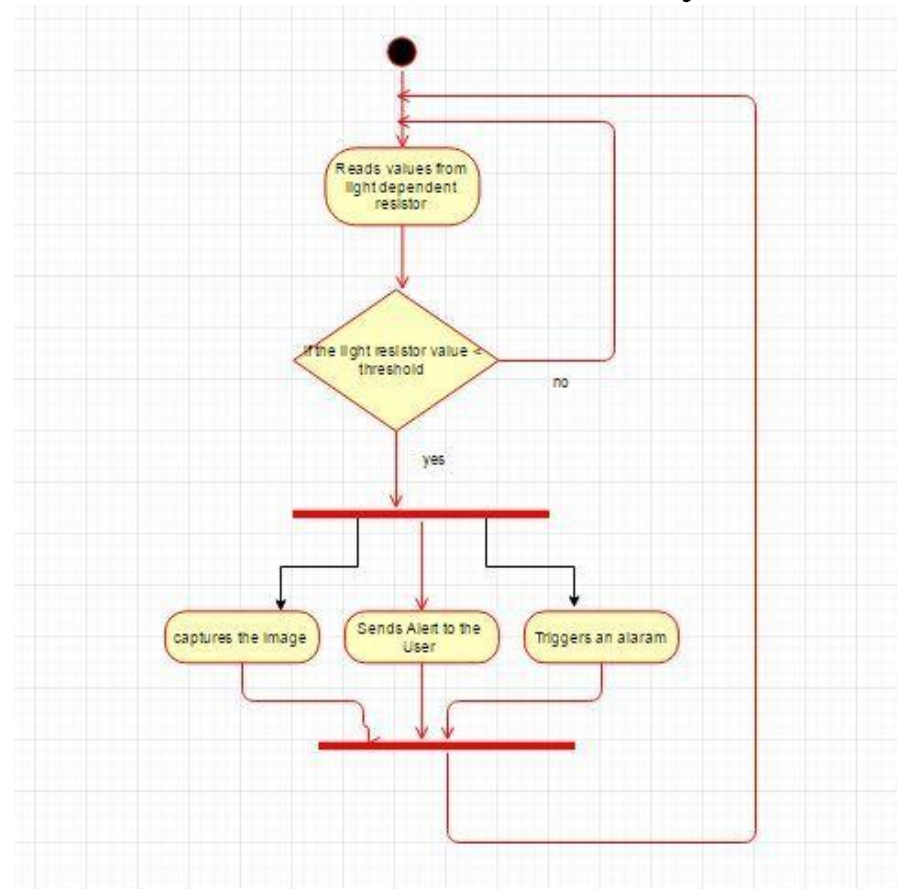 Reads values from
light dependent
resistor
if the light resistor value <
threshold
no
yes
captures the image
Sends Alert to the
User
Triggers an alaram